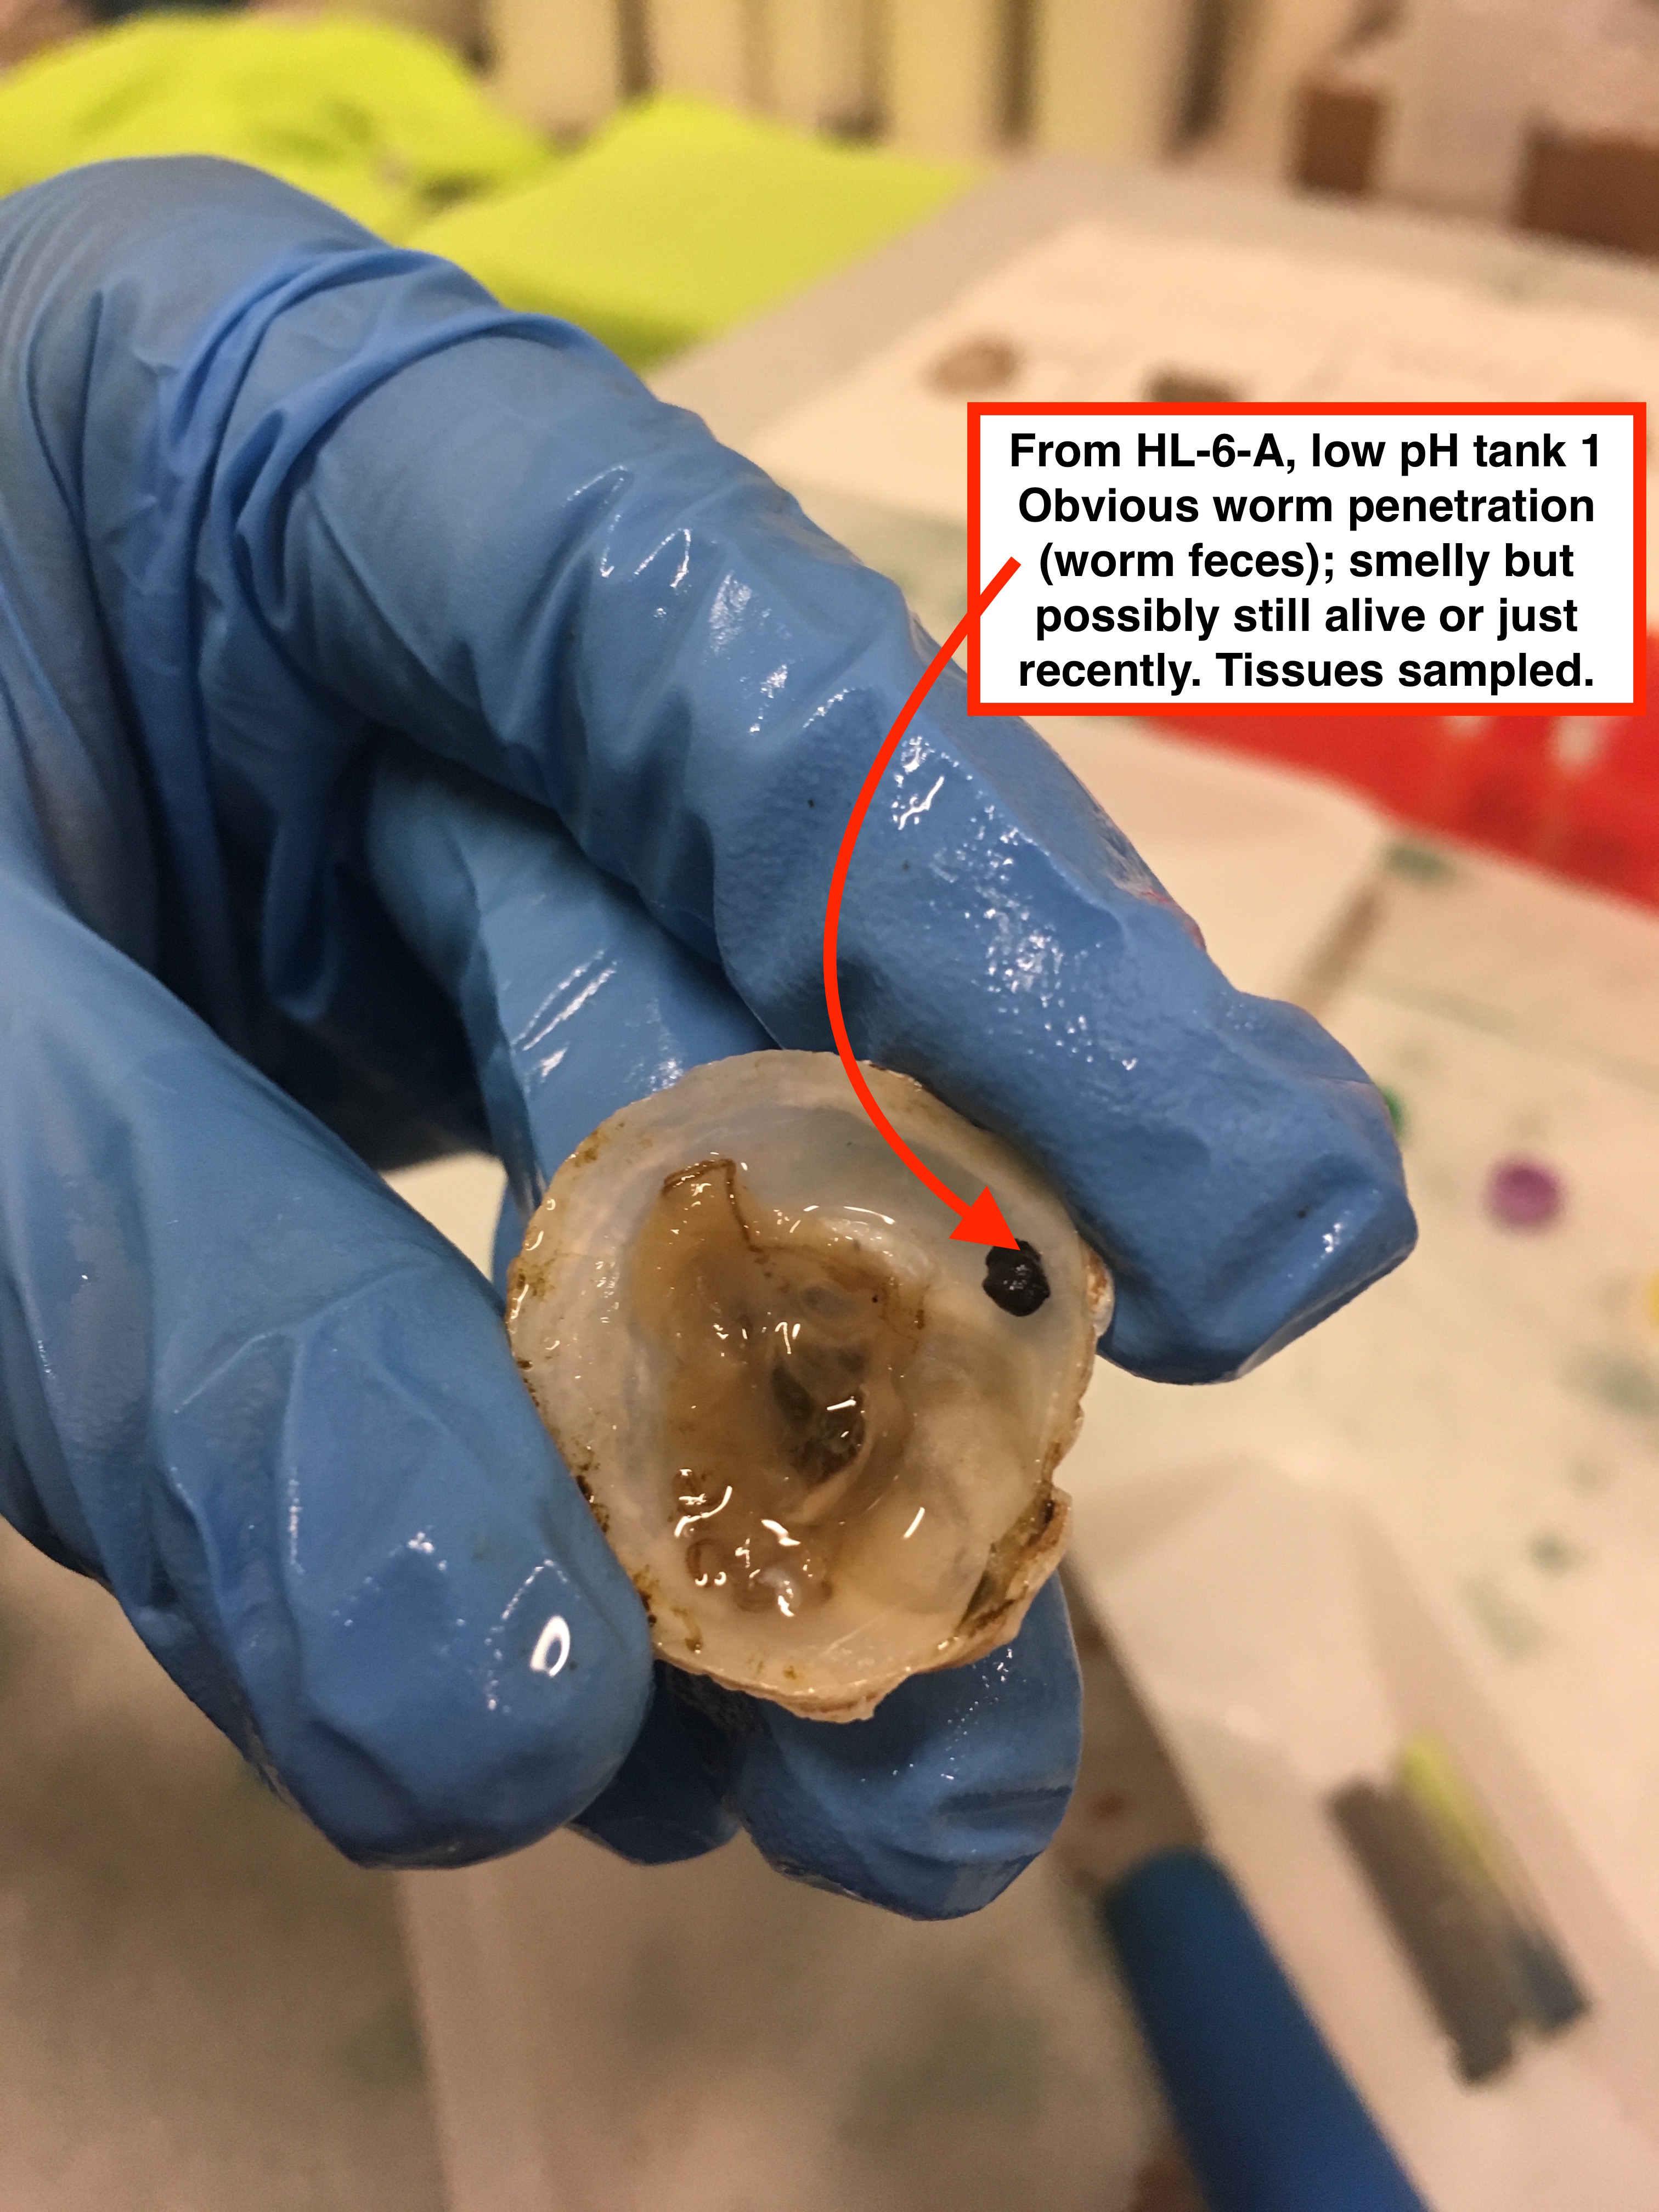 From HL-6-A, low pH tank 1
Obvious worm penetration
(worm feces); smelly but
possibly still alive or just
recently. Tissues sampled.